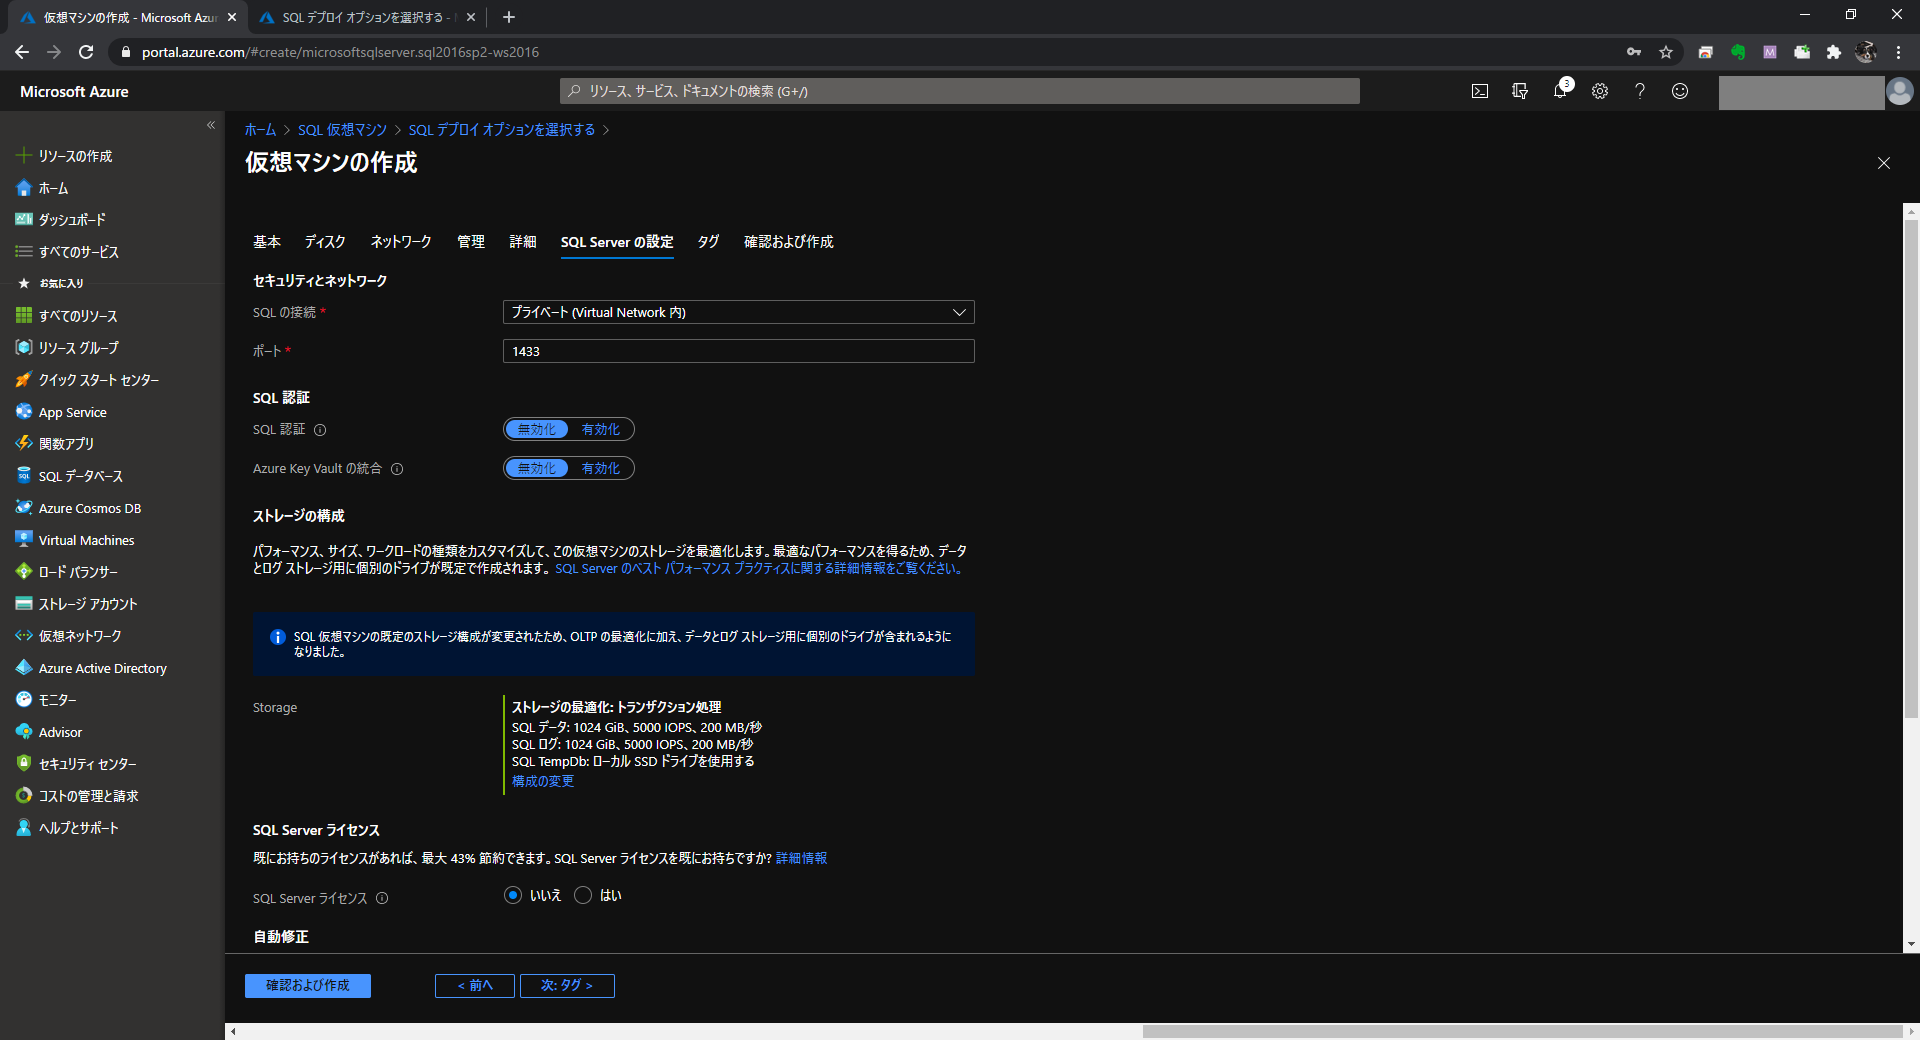 仮想マシンの作成 - Microsoft Azur
SQL デプロイ オプションを選択する -
portal.azure.com/#create/microsoftsqlserver.sql2016sp2-ws2016
Microsoft Azure
リソース、サービス、ドキュメントの検索 (G+/)
3
リソースの作成
ホーム
ダッシュボード
すべてのサービス
お気に入り
すべてのリソース
リソース グループ
クイック スタート センター
App Service
関数アプリ
SQL データベース
Azure Cosmos DB
Virtual Machines
ロード バランサー
ストレージ アカウント
仮想ネットワーク
Azure Active Directory
モニター
Advisor
セキュリティ センター
コストの管理と請求
ヘルプとサポート
ホーム > SQL 仮想マシン > SQL デプロイ オプションを選択する >
仮想マシンの作成
基本 ディスク ネットワーク 管理 詳細 SQL Server の設定 タグ 確認および作成
セキュリティとネットワーク
SQL の接続 * プライベート (Virtual Network 内)
ポート * 1433
SQL 認証
SQL 認証 無効化 有効化
Azure Key Vault の統合 無効化 有効化
ストレージの構成
パフォーマンス、サイズ、ワークロードの種類をカスタマイズして、この仮想マシンのストレージを最適化します。最適なパフォーマンスを得るため、データ
とログ ストレージ用に個別のドライブが既定で作成されます。 SQL Server のベスト パフォーマンス プラクティスに関する詳細情報をご覧ください。
SQL 仮想マシンの既定のストレージ構成が変更されたため、OLTP の最適化に加え、データとログ ストレージ用に個別のドライブが含まれるように
なりました。
Storage ストレージの最適化: トランザクション処理
SQL データ: 1024 GiB、5000 IOPS、200 MB/秒
SQL ログ: 1024 GiB、5000 IOPS、200 MB/秒
SQL TempDb: ローカル SSD ドライブを使用する
構成の変更
SQL Server ライセンス
既にお持ちのライセンスがあれば、最大 43% 節約できます。SQL Server ライセンスを既にお持ちですか? 詳細情報
SQL Server ライセンス いいえ はい
自動修正
確認および作成 < 前へ 次: タグ >